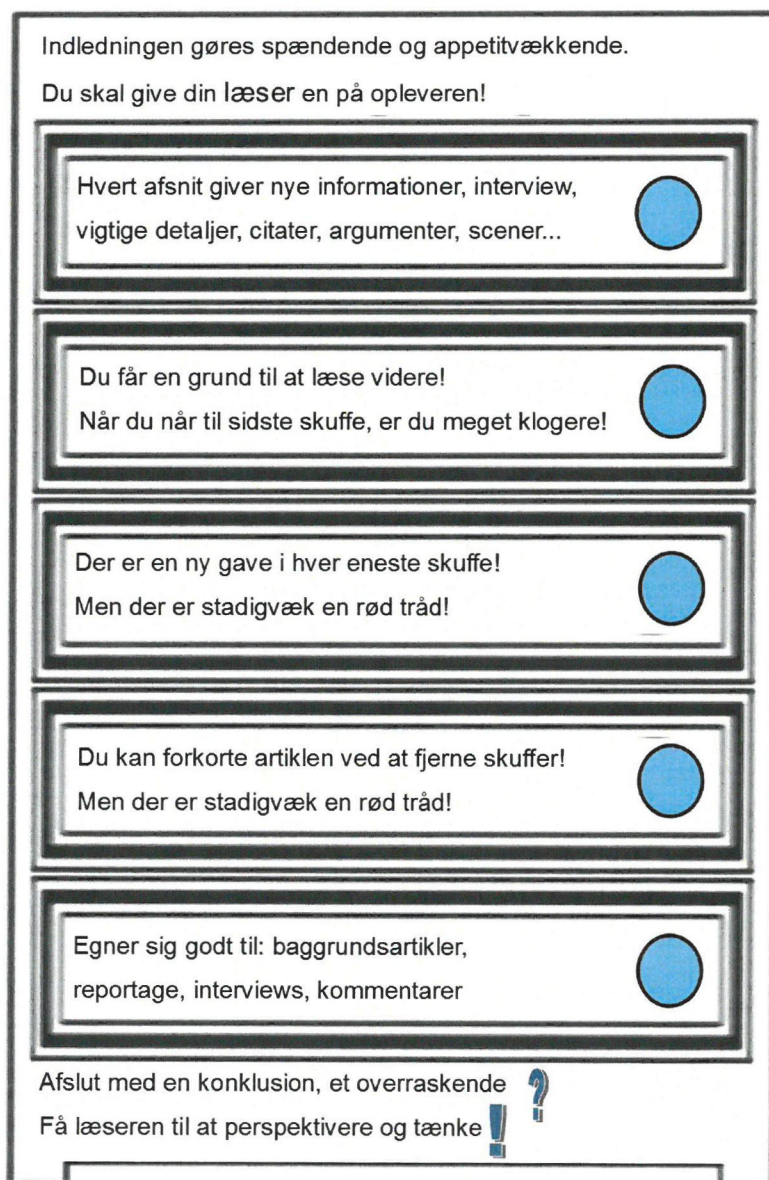 Indledningen gøres spændende og appetitvækkende.
Du skal give din læser en på opleveren!
Hvert afsnit giver nye informationer, interview,
vigtige detaljer, citater, argumenter, scener...
Du får en grund til at læse videre!
Når du når til sidste skuffe, er du meget klogere!
Der er en ny gave i hver eneste skuffe!
Men der er stadigvæk en rød tråd!
Du kan forkorte artiklen ved at fjerne skuffer!
Men der er stadigvæk en rød tråd!
Egner sig godt til: baggrundsartikler,
reportage, interviews, kommentarer
Afslut med en konklusion, et overraskende ?
Få læseren til at perspektivere og tænke !